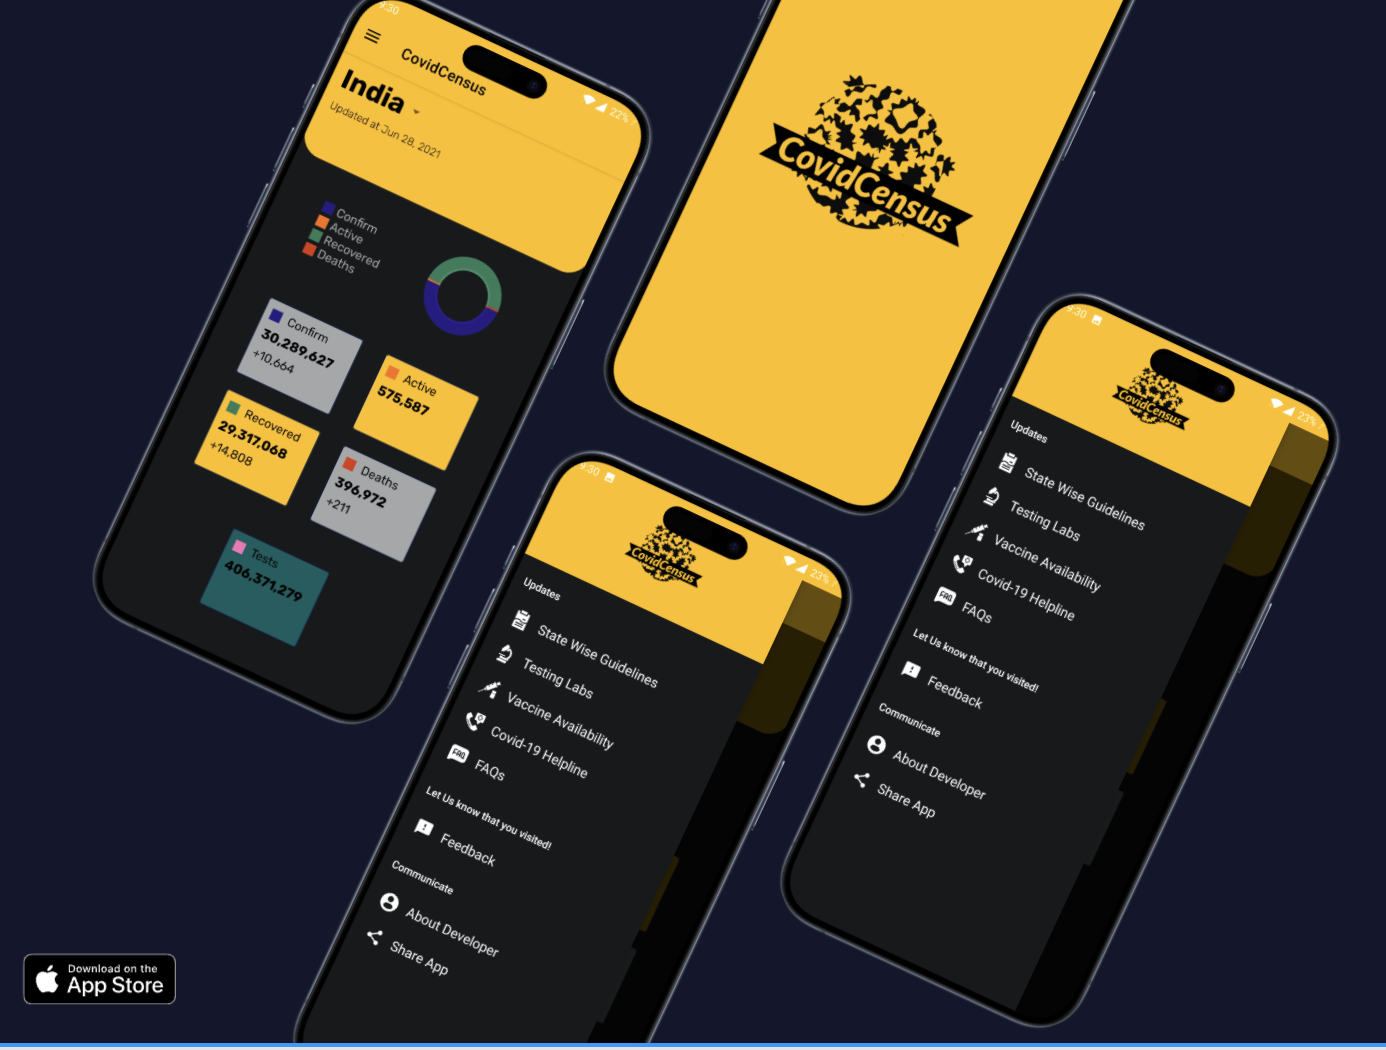 9:30
22%
CovidCensus
India
Updated at Jun 28, 2021
Confirm
Active
Recovered
Deaths
Confirm
30,289,627
+10,664
Active
575,587
Recovered
29,317,068
+14,808
Deaths
396,972
+211
Tests
406,371,279
CovidCensus
9:30
23%
CovidCensus
Updates
State Wise Guidelines
Testing Labs
Vaccine Availability
Covid-19 Helpline
FAQ
FAQs
Let Us know that you visited!
Feedback
Communicate
About Developer
Share App
9:30
23%
CovidCensus
Updates
State Wise Guidelines
Testing Labs
Vaccine Availability
Covid-19 Helpline
FAQ
FAQs
Let Us know that you visited!
Feedback
Communicate
About Developer
Share App
Download on the
App Store